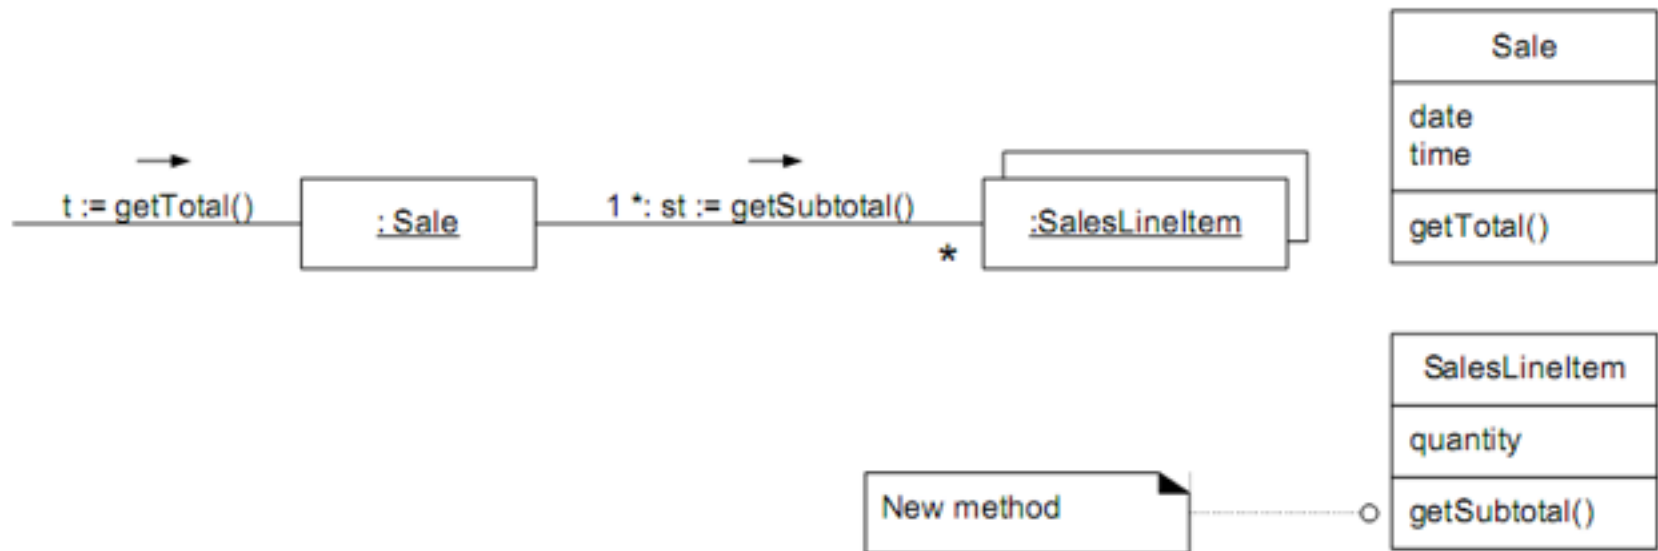 t := getTotal()
: Sale
1 *: st := getSubtotal()
*
:SalesLineItem
Sale
date
time
getTotal()
SalesLineItem
quantity
getSubtotal()
New method